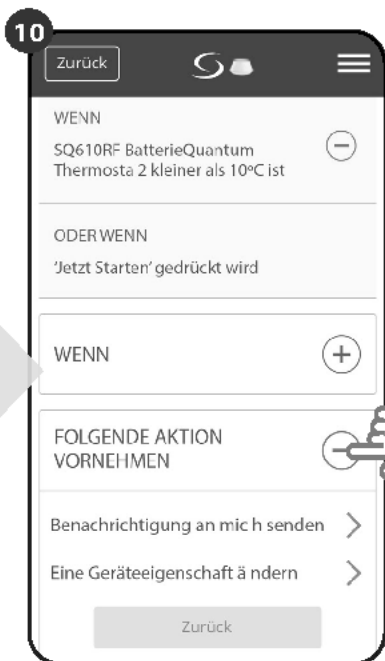 10
Zurück
WENN
SQ610RF BatterieQuantum
Thermosta 2 kleiner als 10ºC ist
ODER WENN
'Jetzt Starten' gedrückt wird
WENN
FOLGENDE AKTION
VORNEHMEN
Benachrichtigung an mic h senden
Eine Geräteeigenschaft ä ndern
Zurück